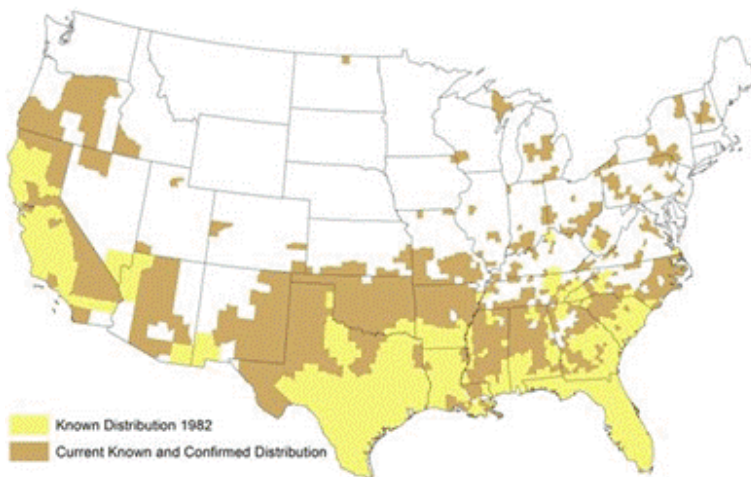 Known Distribution 1982
Current Known and Confirmed Distribution